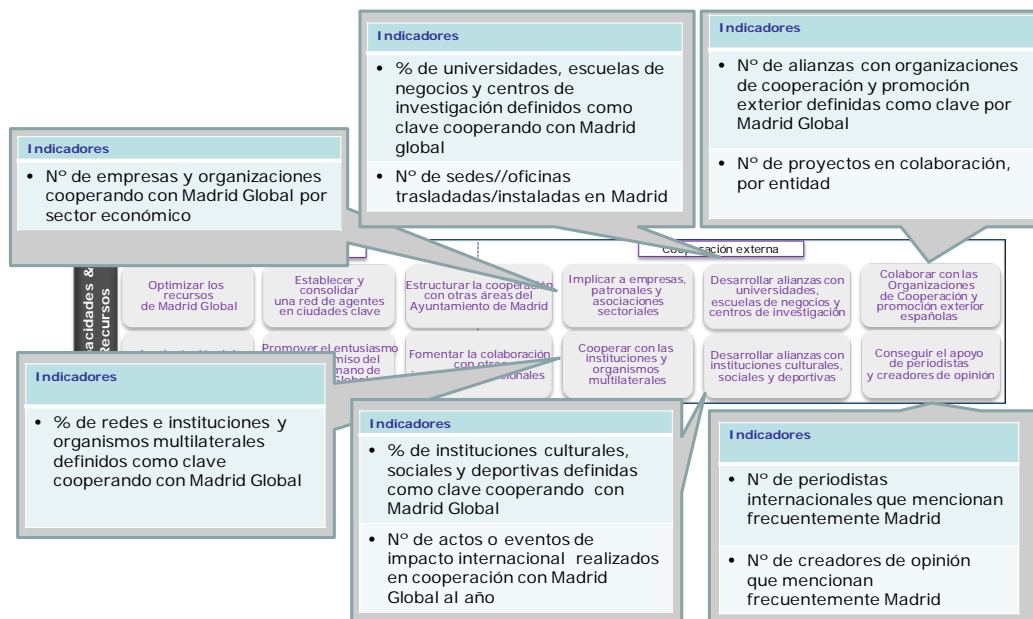 Indicadores
• % de universidades, escuelas de
negocios y centros de
investigación definidos como
clave cooperando con Madrid
global
• Nº de sedes//oficinas
trasladadas/instaladas en Madrid
Indicadores
• Nº de alianzas con organizaciones
de cooperación y promoción
exterior definidas como clave por
Madrid Global
• Nº de proyectos en colaboración,
por entidad
Indicadores
• Nº de empresas y organizaciones
cooperando con Madrid Global por
sector económico
externa
Recursos
Optimizar los
recursos
de Madrid Global
Establecer y
consolidar
una red de agentes
en ciudades clave
Estructurar la cooperación
con otras áreas del
Ayuntamiento de Madrid
Implicar a empresas,
patronales y
asociaciones
sectoriales
Desarrollar alianzas con
universidades,
escuelas de negocios y
centros de investigación
Colaborar con las
Organizaciones
de Cooperación y
promoción exterior
españolas
Promover el entusiasmo
Fomentar la colaboración
Cooperar con las
instituciones y
organismos
multilaterales
Desarrollar alianzas con
instituciones culturales,
sociales y deportivas
Conseguir el apoyo
de periodistas
y creadores de opinión
Indicadores
• % de redes e instituciones y
organismos multilaterales
definidos como clave
cooperando con Madrid Global
Indicadores
• % de instituciones culturales,
sociales y deportivas definidas
como clave cooperando con
Madrid Global
• Nº de actos o eventos de
impacto internacional realizados
en cooperación con Madrid
Global al año
Indicadores
• Nº de periodistas
internacionales que mencionan
frecuentemente Madrid
• Nº de creadores de opinión
que mencionan
frecuentemente Madrid